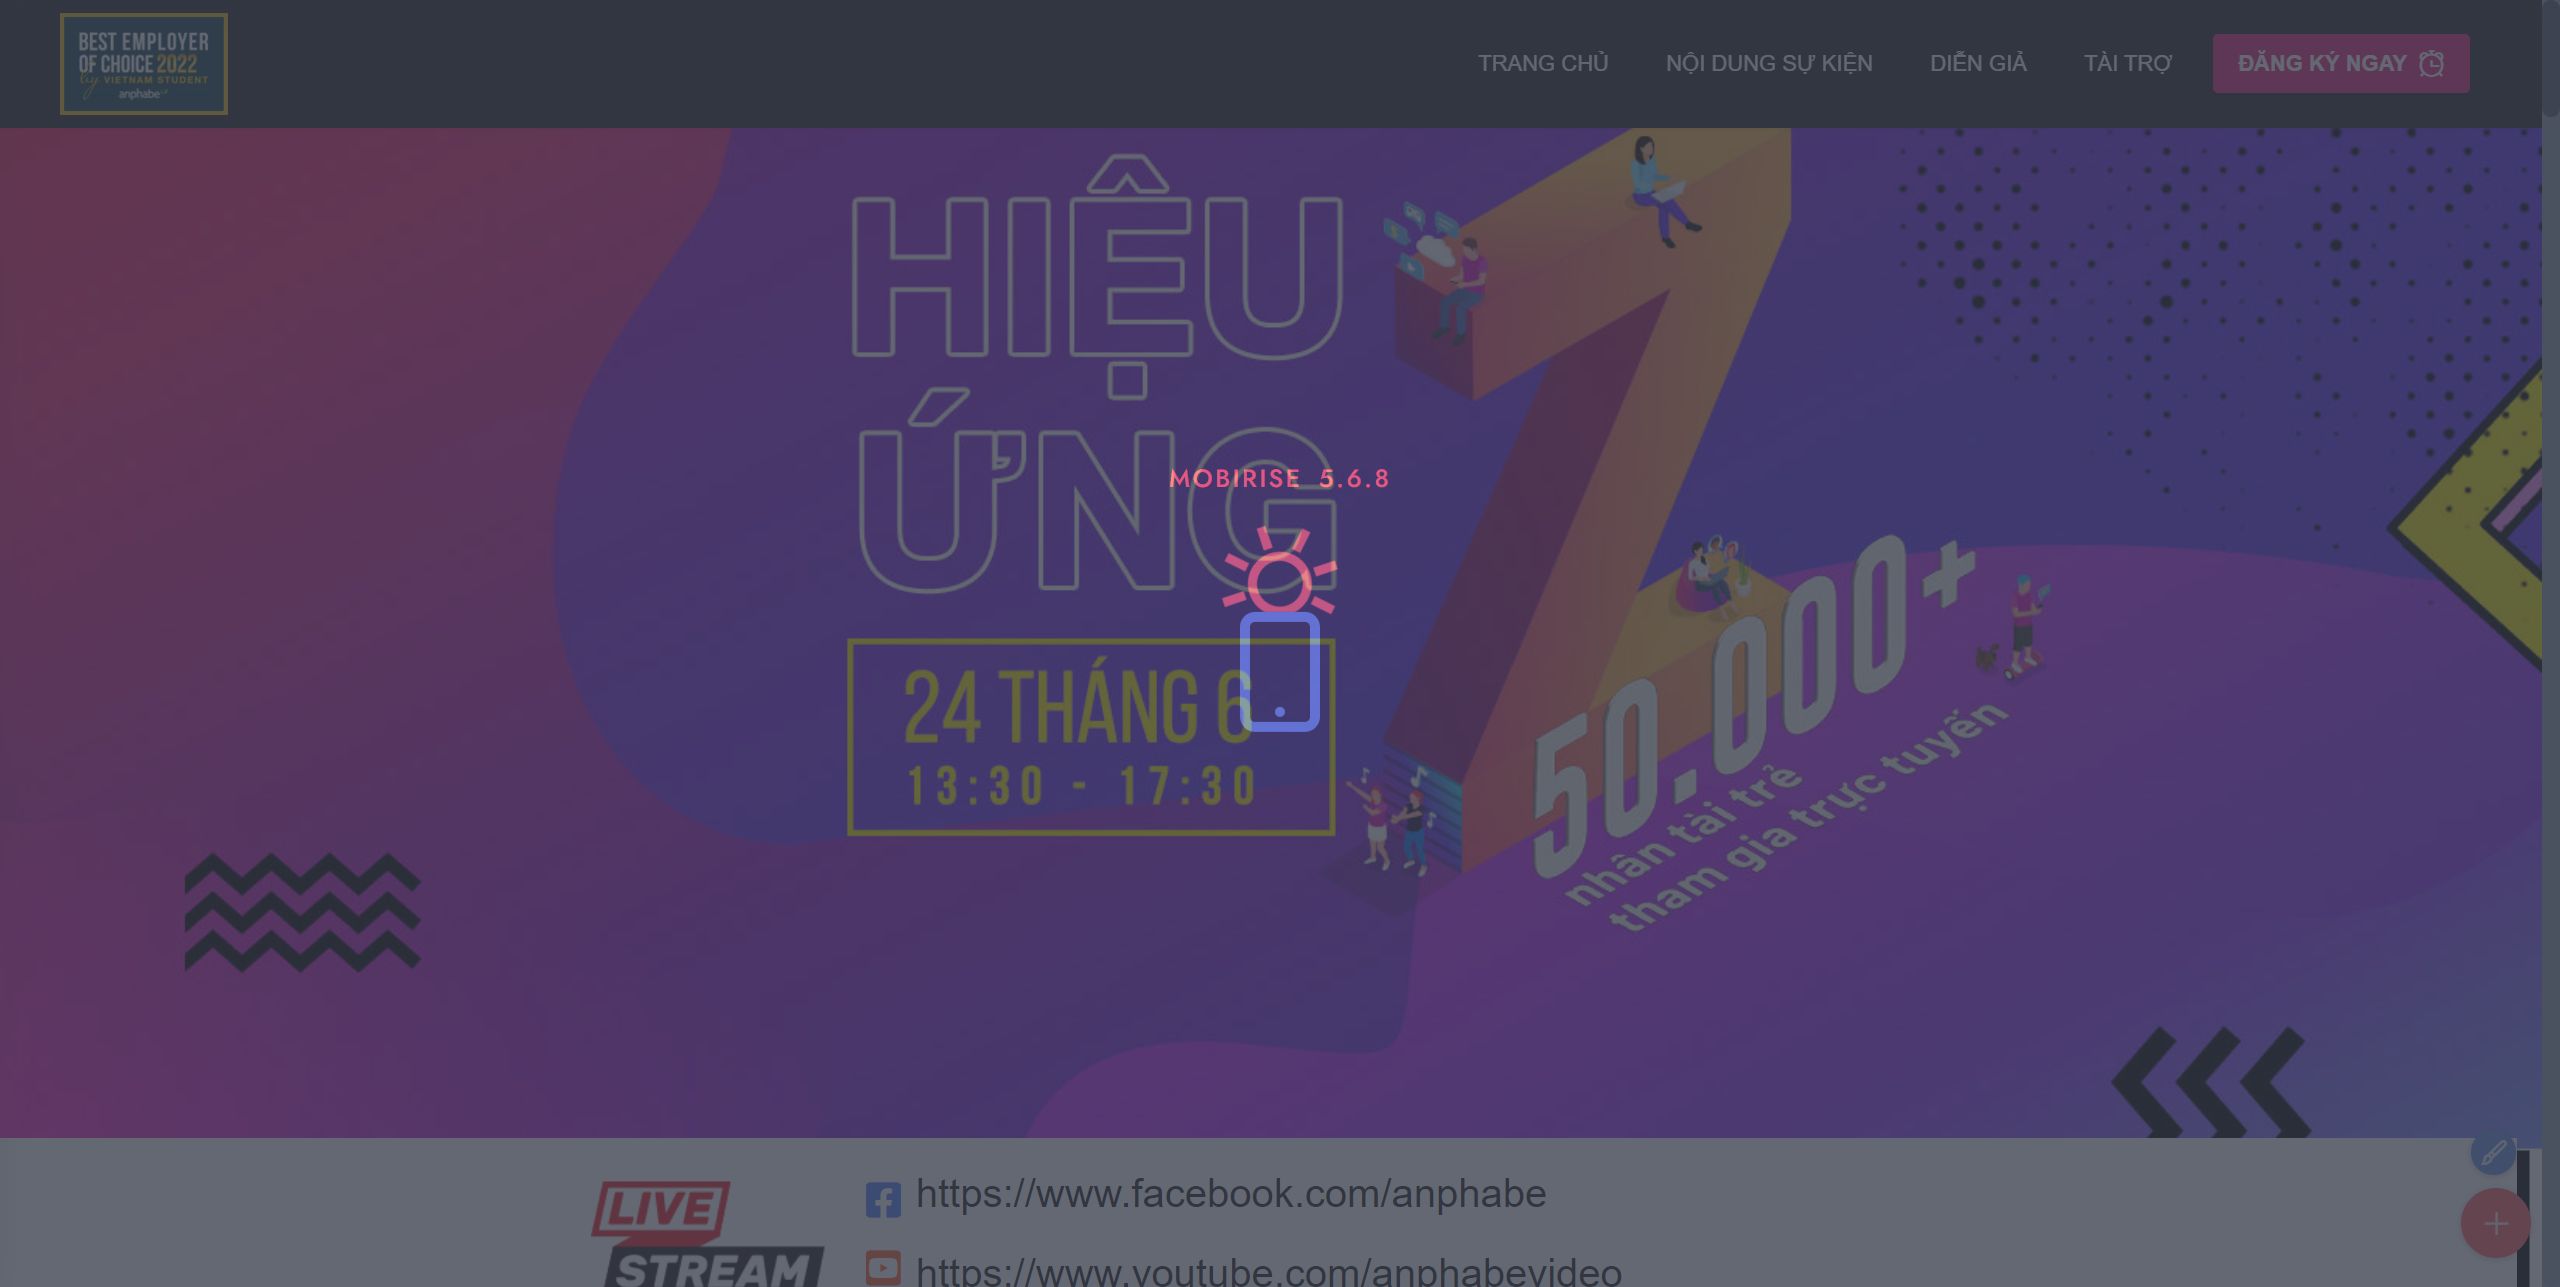 BEST EMPLOYER
OF CHOICE 2022
by VIETNAM STUDENT
anphabe
TRANG CHỦ
NỘI DUNG SỰ KIỆN
DIỄN GIẢ
TÀI TRỢ
ĐĂNG KÝ NGAY
HIỆU
ỨNG
Z
MOBIRISE 5.6.8
24 THÁNG 6
13:30 - 17:30
50.000+
nhân tài trẻ
tham gia trực tuyến
LIVE
STREAM
https://www.facebook.com/anphabe
https://www.youtube.com/anphabevideo